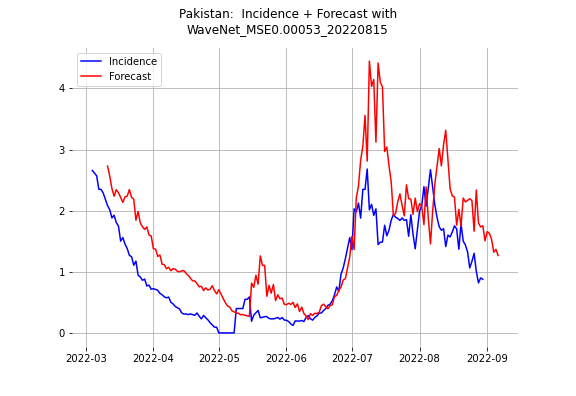 Pakistan:  Incidence + Forecast with
WaveNet_MSE0.00053_20220815
Incidence
Forecast
4
3
2
1
0
2022-03 2022-04 2022-05 2022-06 2022-07 2022-08 2022-09